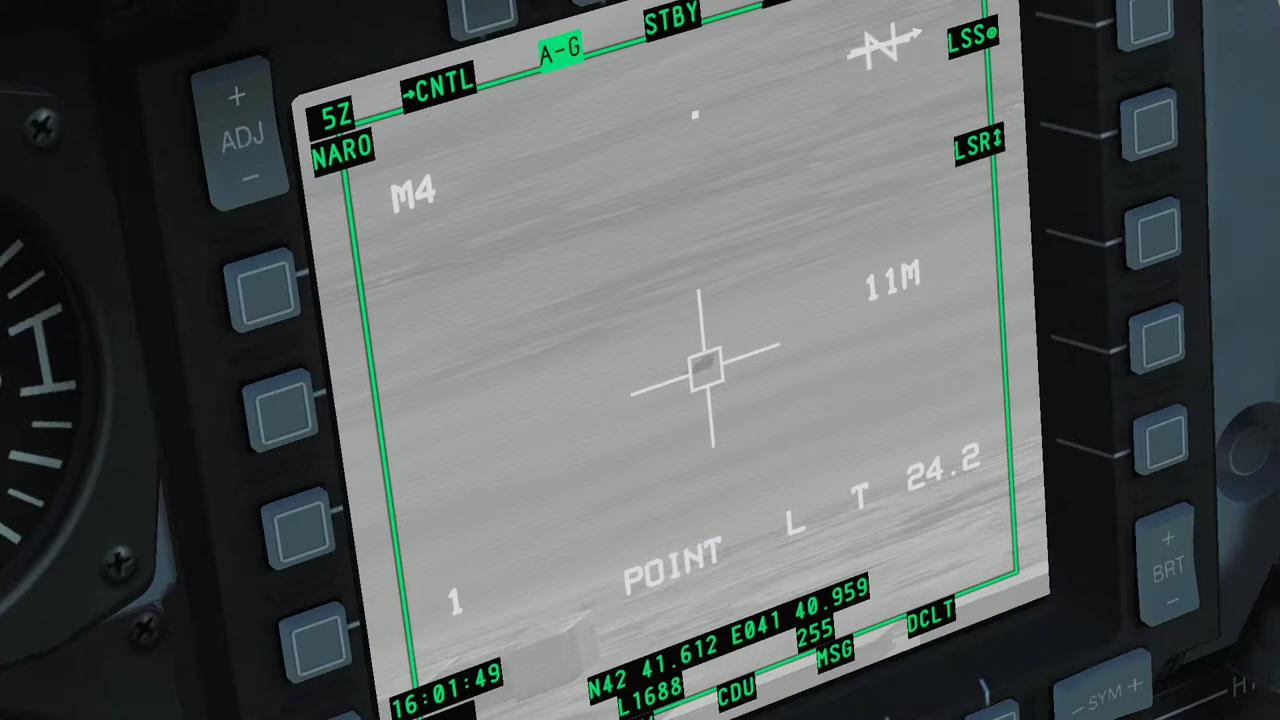 STBY
A-G
→CNTL
5Z
NARO
N
LSS⊙
LSR↕
M4
11M
24.2
T
L
POINT
1
N42 41.612 E041 40.959
255
L1688
16:01:49
DCLT
MSG
CDU
+
ADJ
−
+
BRT
−
− SYM +